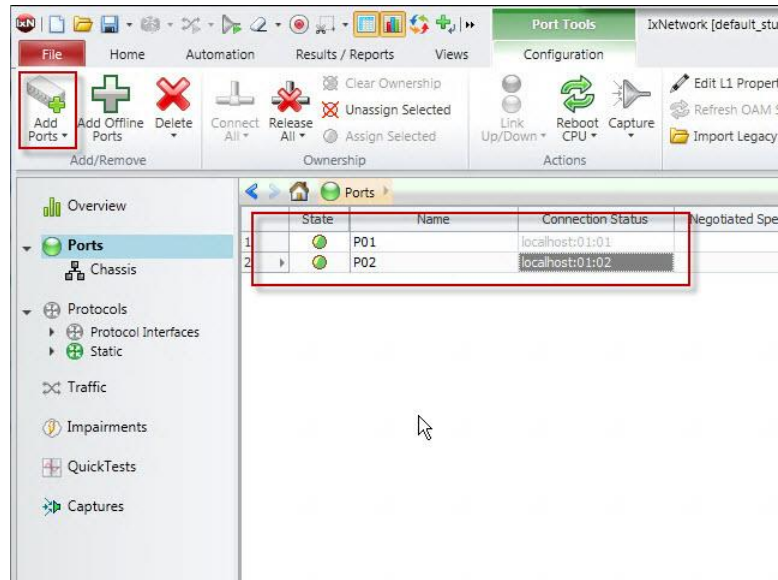 IxN
Port Tools
IxNetwork [default_stu
File
Home
Automation
Results / Reports
Views
Configuration
Add Ports
Add Offline Ports
Delete
Add/Remove
Connect All
Release All
Clear Ownership
Unassign Selected
Assign Selected
Ownership
Link Up/Down
Reboot CPU
Capture
Actions
Edit L1 Propert
Refresh OAM S
Import Legacy
Overview
Ports
Chassis
Protocols
Protocol Interfaces
Static
Traffic
Impairments
QuickTests
Captures
Ports
State
Name
Connection Status
Negotiated Spe
1
P01
localhost:01:01
2
P02
localhost:01:02